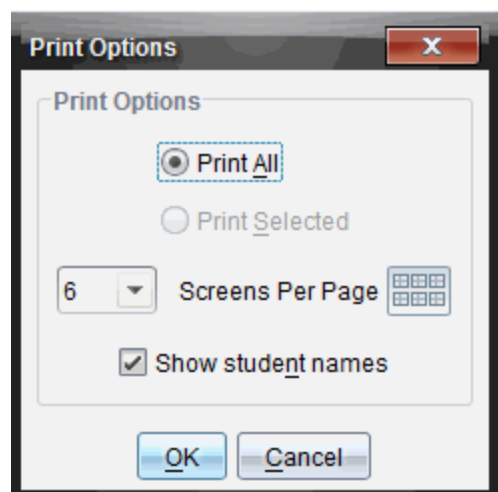 Print Options
Print Options
Print All
Print Selected
6 Screens Per Page
Show student names
OK Cancel